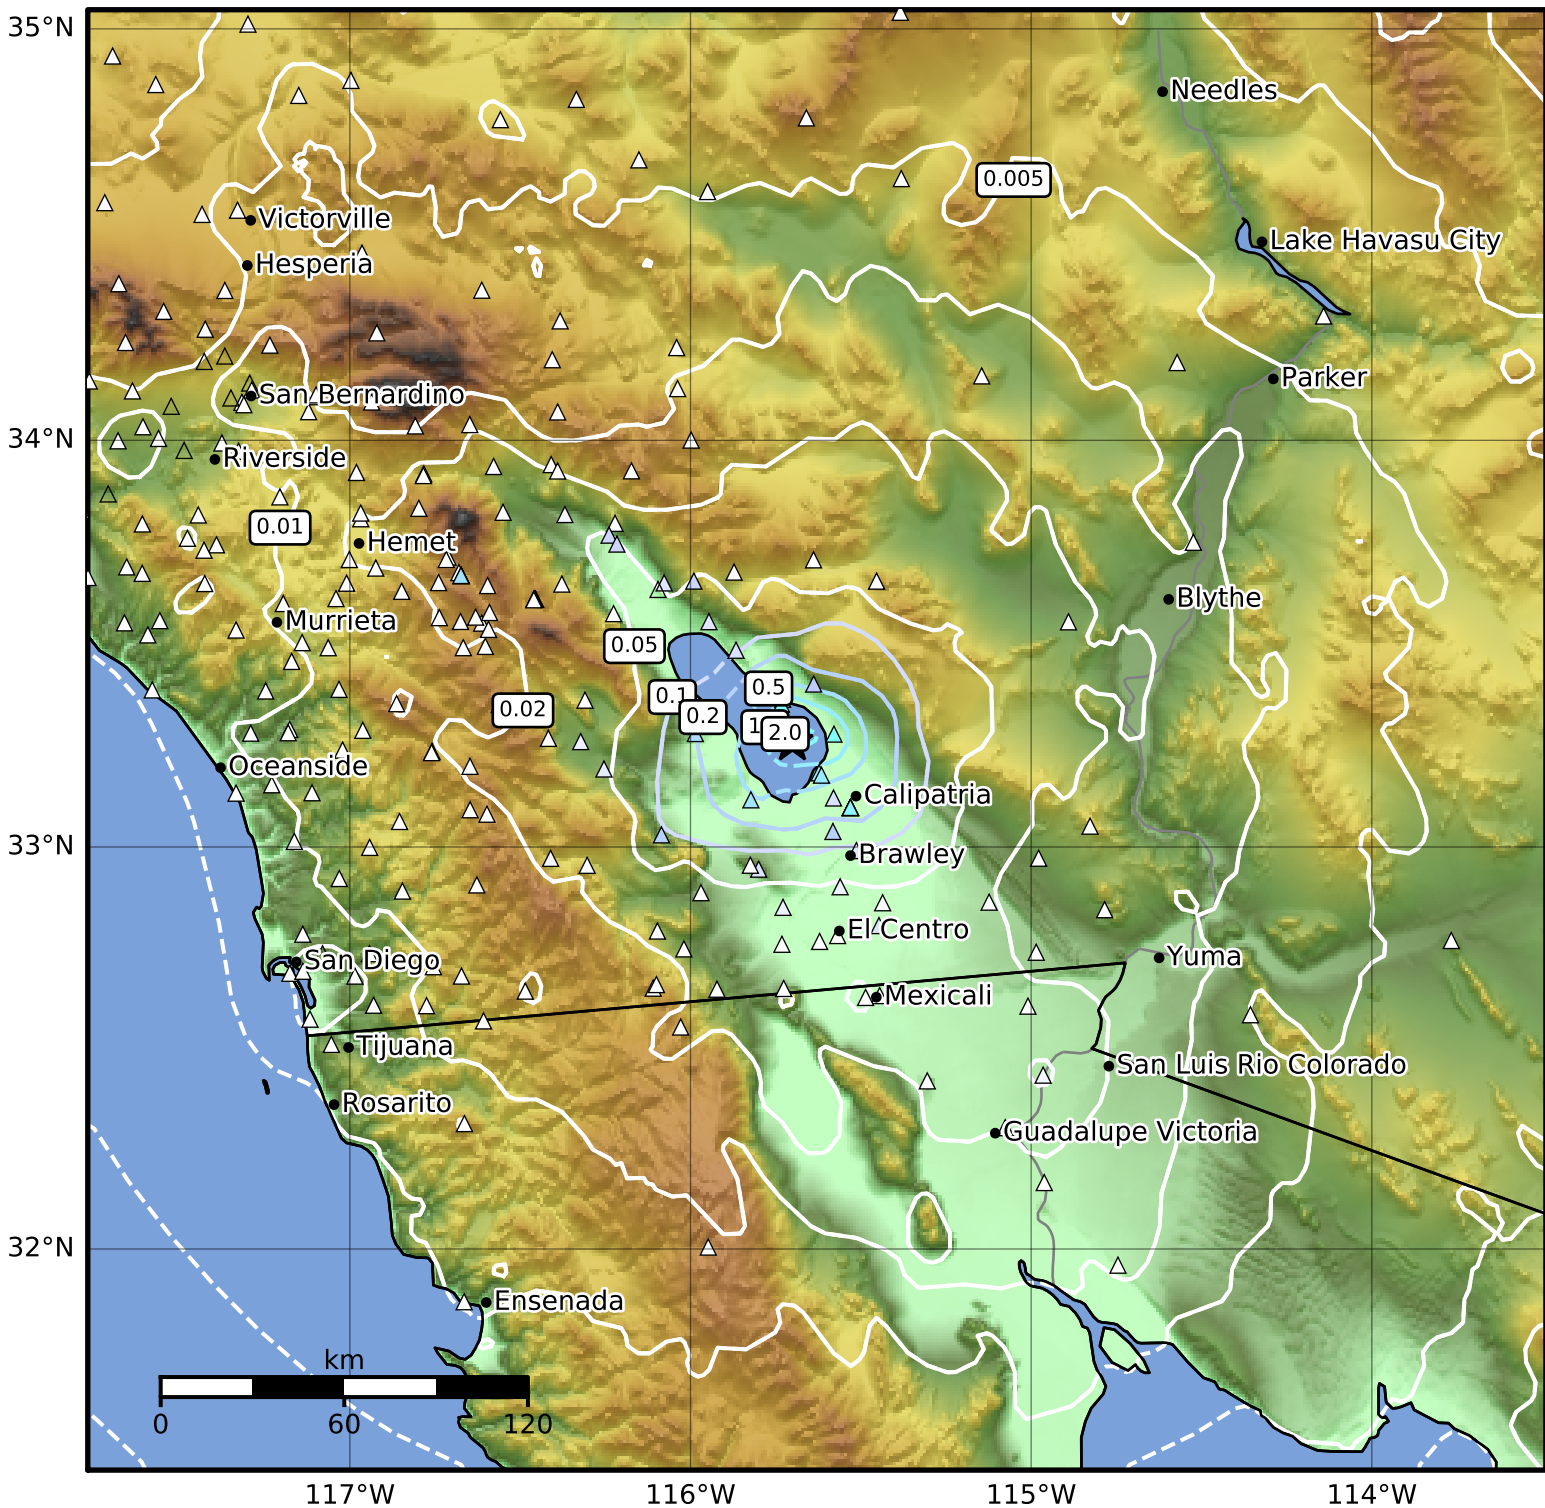 35°N
Needles
0.005
Victorville
Lake Havasu City
Hesperia
Parker
San Bernardino
34°N
Riverside
0.01
Hemet
Blythe
Murrieta
0.05
0.5
0.1
0.02
0.2
2.0
Oceanside
Calipatria
33°N
Brawley
El Centro
San Diego
Yuma
Mexicali
Tijuana
San Luis Rio Colorado
Rosarito
Guadalupe Victoria
32°N
Ensenada
km
0 60 120
117°W 116°W 115°W 114°W